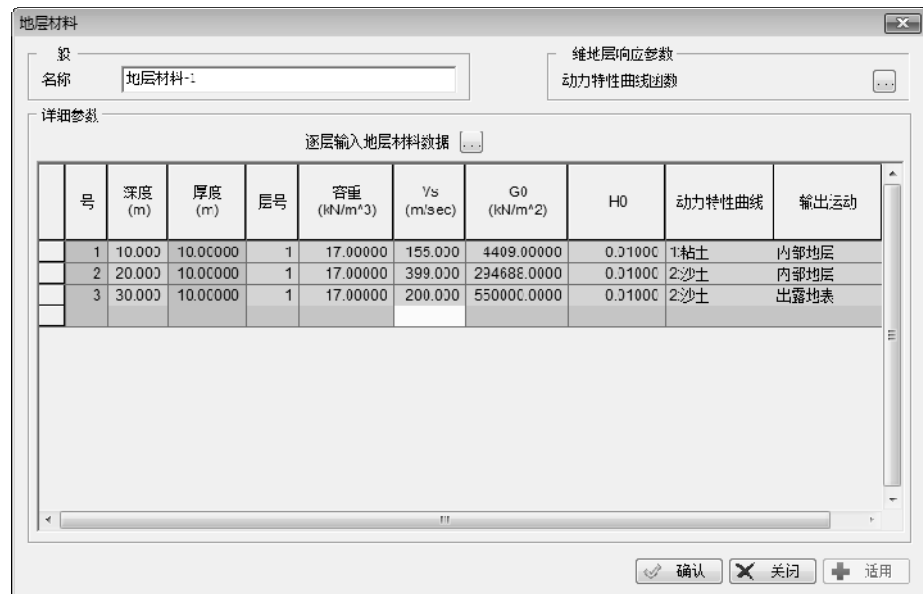 地层材料
一般
名称 地层材料-1
一维地层响应参数
动力特性曲线函数 ...
详细参数
逐层输入地层材料数据 ...
号 深度 (m) 厚度 (m) 层号 容重 (kN/m^3) Vs (m/sec) G0 (kN/m^2) H0 动力特性曲线 输出运动
1 10.000 10.00000 1 17.00000 155.000 4409.00000 0.01000 1:粘土 内部地层
2 20.000 10.00000 1 17.00000 399.000 294688.0000 0.01000 2:沙土 内部地层
3 30.000 10.00000 1 17.00000 200.000 550000.0000 0.01000 2:沙土 出露地表
确认 关闭 适用